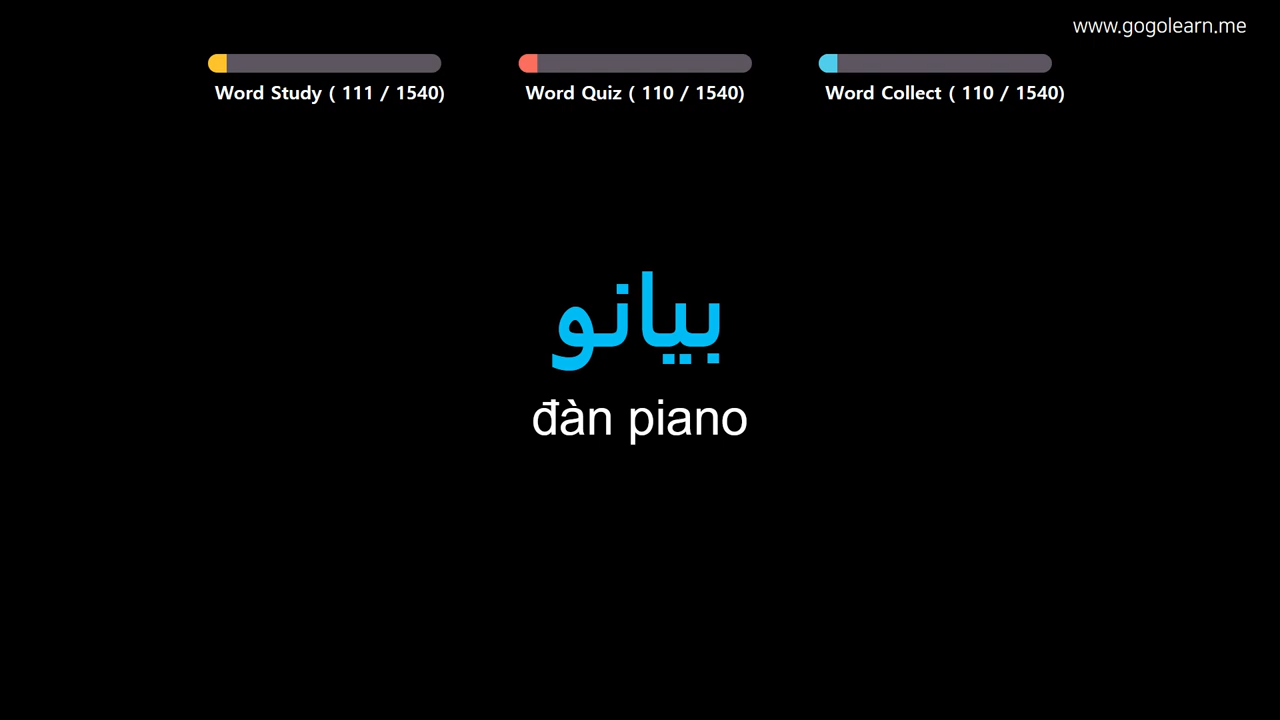 www.gogolearn.me
Word Study ( 111 / 1540)
Word Quiz ( 110 / 1540)
Word Collect ( 110 / 1540)
بيانو
đàn piano